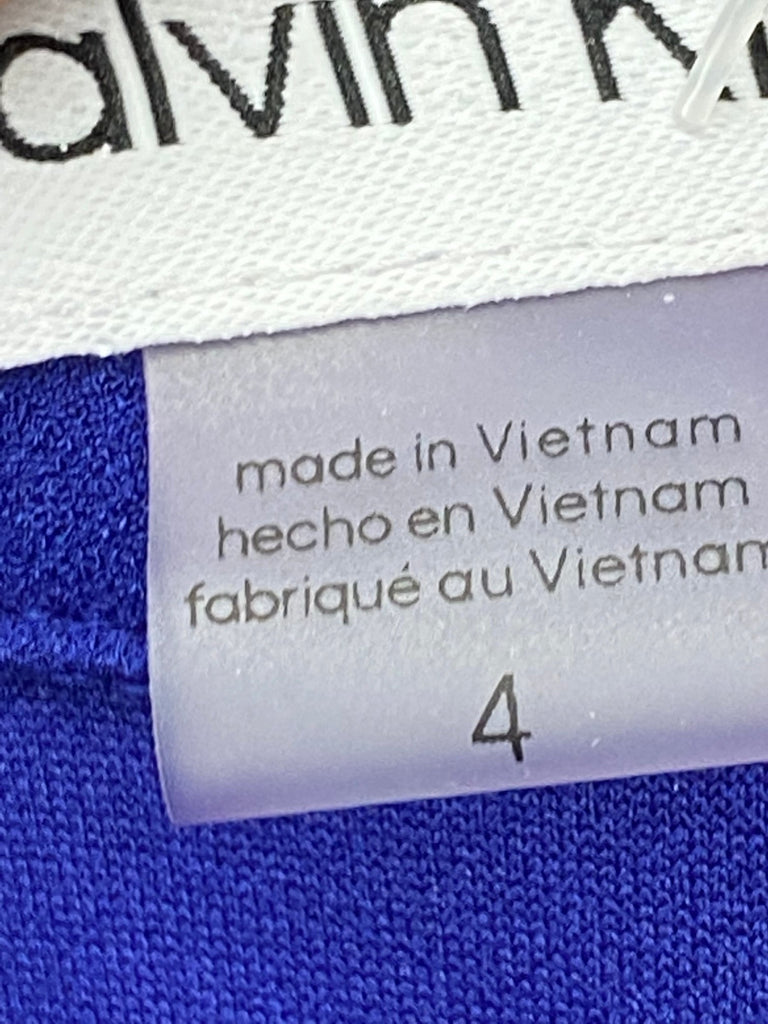 alvin K
made in Vietnam
hecho en Vietnam
fabriqué au Vietnam
4